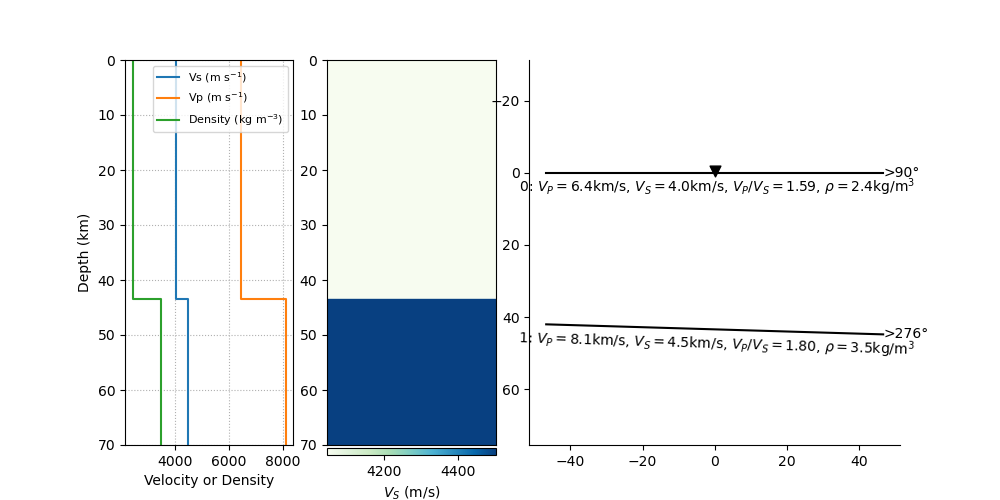 0
10
20
30
40
50
60
70
Depth (km)
4000 6000 8000
Velocity or Density
Vs (m s⁻¹)
Vp (m s⁻¹)
Density (kg m⁻³)
0
10
20
30
40
50
60
70
4200 4400
V_S (m/s)
−20
0
20
40
60
−40 −20 0 20 40
>90°
0: V_P = 6.4km/s, V_S = 4.0km/s, V_P/V_S = 1.59, ρ = 2.4kg/m³
>276°
1: V_P = 8.1km/s, V_S = 4.5km/s, V_P/V_S = 1.80, ρ = 3.5kg/m³